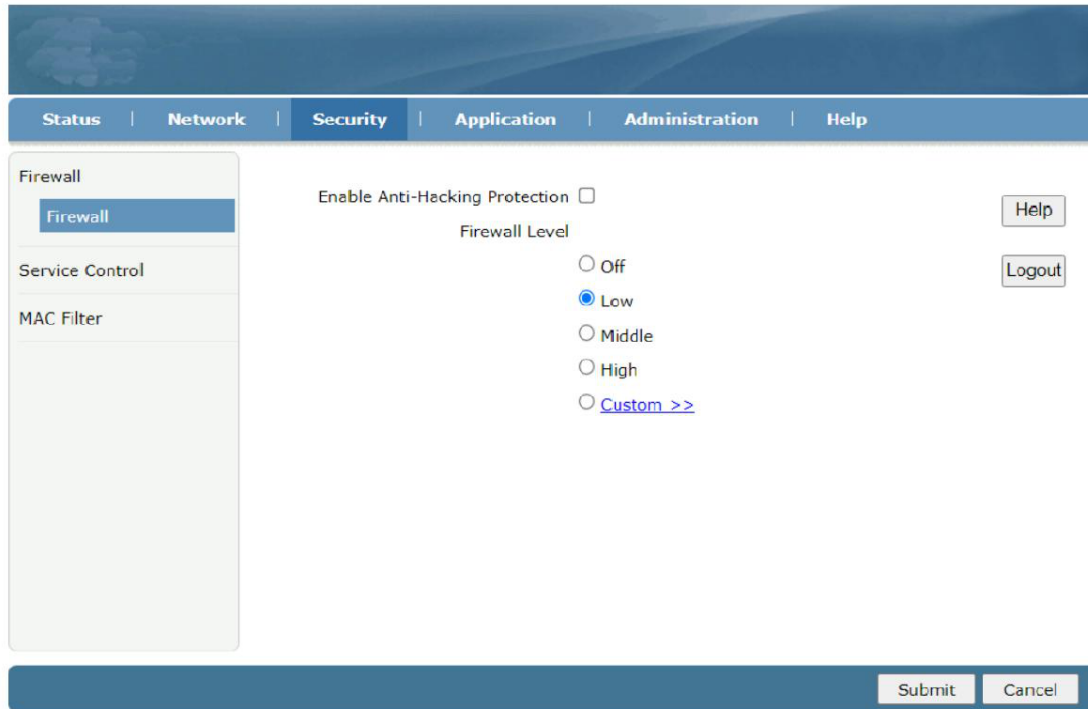 Status | Network | Security | Application | Administration | Help
Firewall
Firewall
Service Control
MAC Filter
Enable Anti-Hacking Protection
Firewall Level
Off
Low
Middle
High
Custom >>
Help
Logout
Submit Cancel